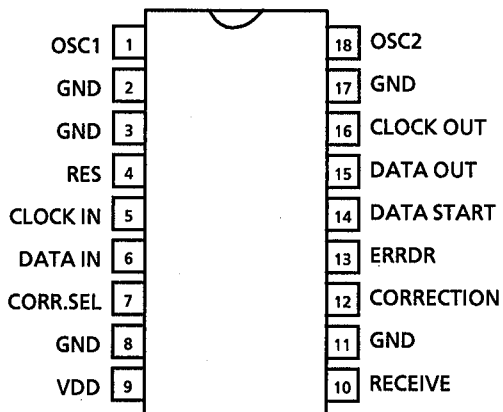 OSC1 1 18 OSC2
GND 2 17 GND
GND 3 16 CLOCK OUT
RES 4 15 DATA OUT
CLOCK IN 5 14 DATA START
DATA IN 6 13 ERRDR
CORR.SEL 7 12 CORRECTION
GND 8 11 GND
VDD 9 10 RECEIVE